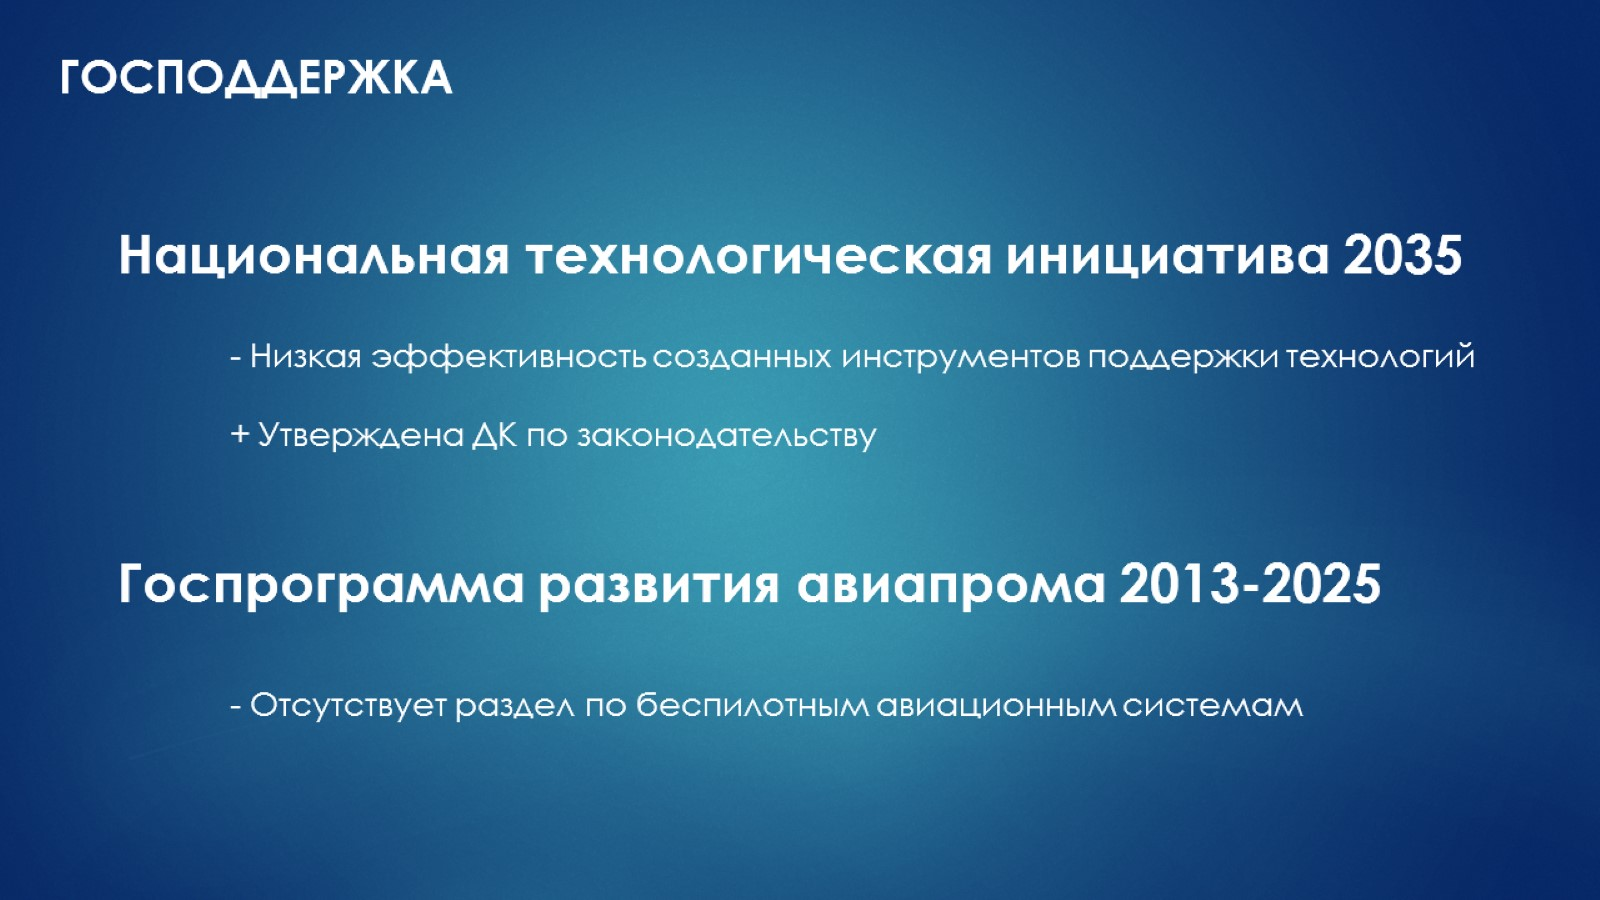 ГОСПОДДЕРЖКА
Национальная технологическая инициатива 2035
- Низкая эффективность созданных инструментов поддержки технологий
+ Утверждена ДК по законодательству
Госпрограмма развития авиапрома 2013-2025
- Отсутствует раздел по беспилотным авиационным системам